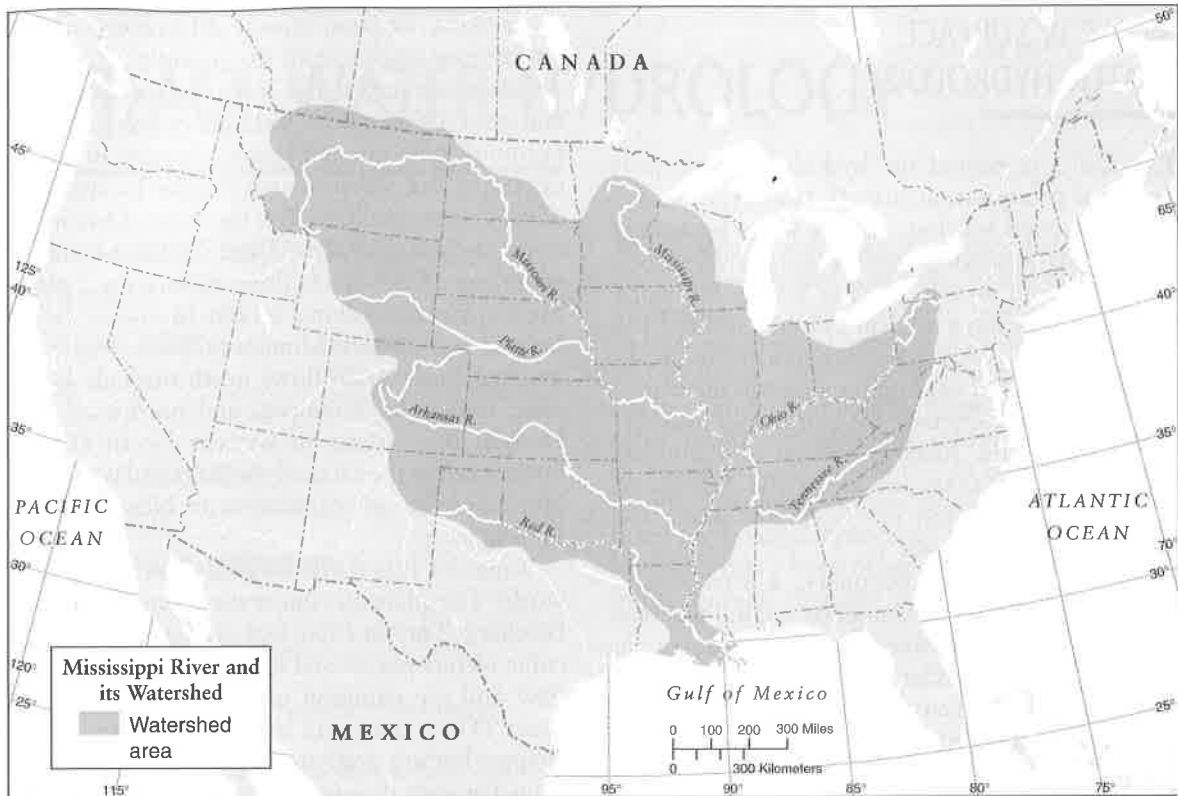 CANADA
50°
45°
65°
125°
40°
40°
Missouri R.
Mississipi R.
Platte R.
Arkansas R.
Ohio R.
Tennessee R.
35°
35°
Red R.
PACIFIC
OCEAN
ATLANTIC
OCEAN
70°
30°
30°
120°
25°
25°
Mississippi River and
its Watershed
Watershed
area
MEXICO
Gulf of Mexico
0 100 200 300 Miles
0 300 Kilometers
115°
95°
90°
85°
80°
75°